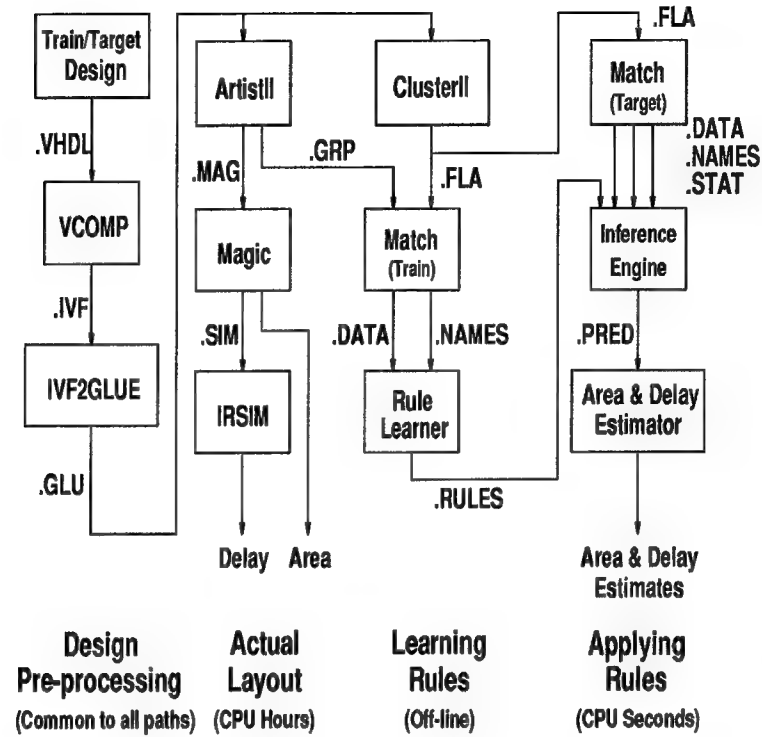 Train/Target
Design
.VHDL
VCOMP
.IVF
IVF2GLUE
.GLU
ArtistII
.MAG
.GRP
Magic
.SIM
IRSIM
Delay
Area
ClusterII
.FLA
Match
(Train)
.DATA
.NAMES
Rule
Learner
.RULES
.FLA
Match
(Target)
.DATA
.NAMES
.STAT
Inference
Engine
.PRED
Area & Delay
Estimator
Area & Delay
Estimates
Design
Pre-processing
(Common to all paths)
Actual
Layout
(CPU Hours)
Learning
Rules
(Off-line)
Applying
Rules
(CPU Seconds)